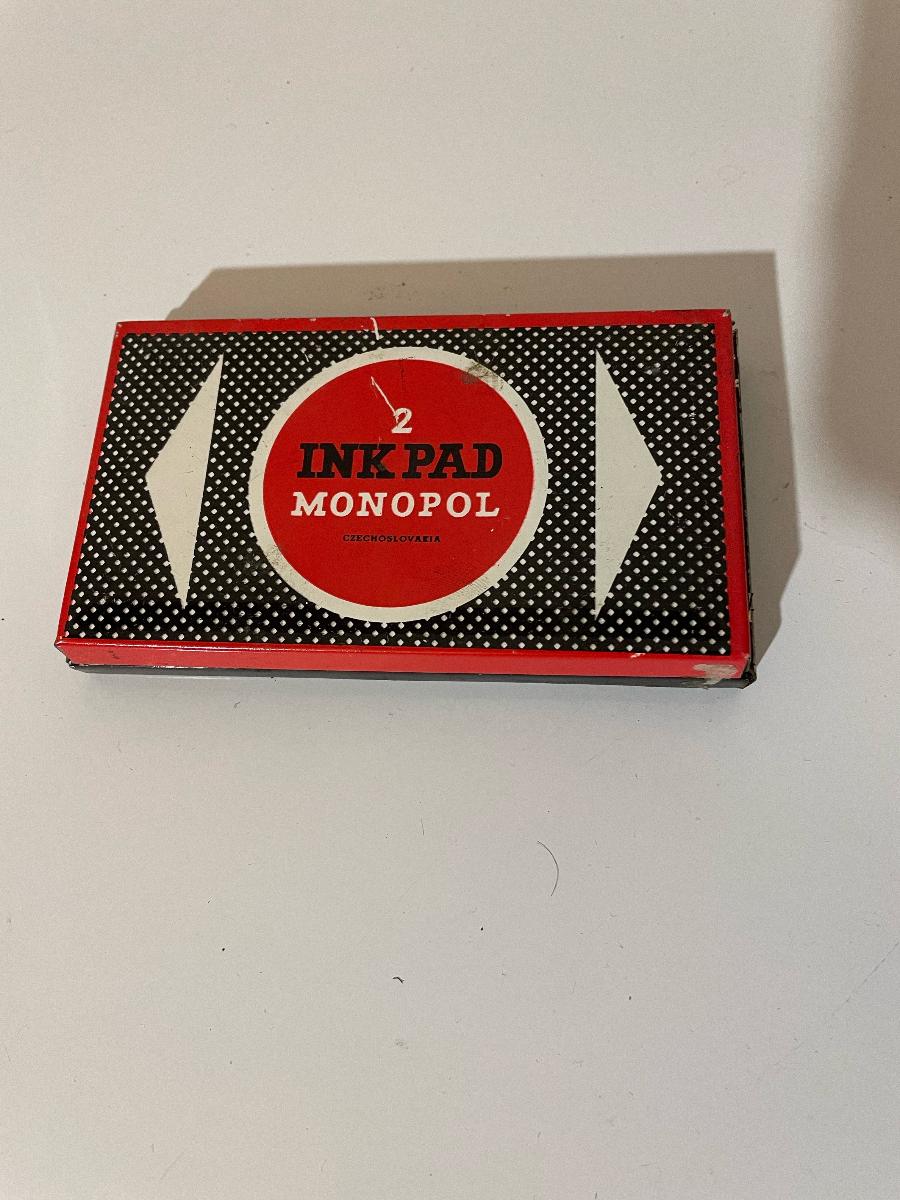 2
INK PAD
MONOPOL
CZECHOSLOVAKIA